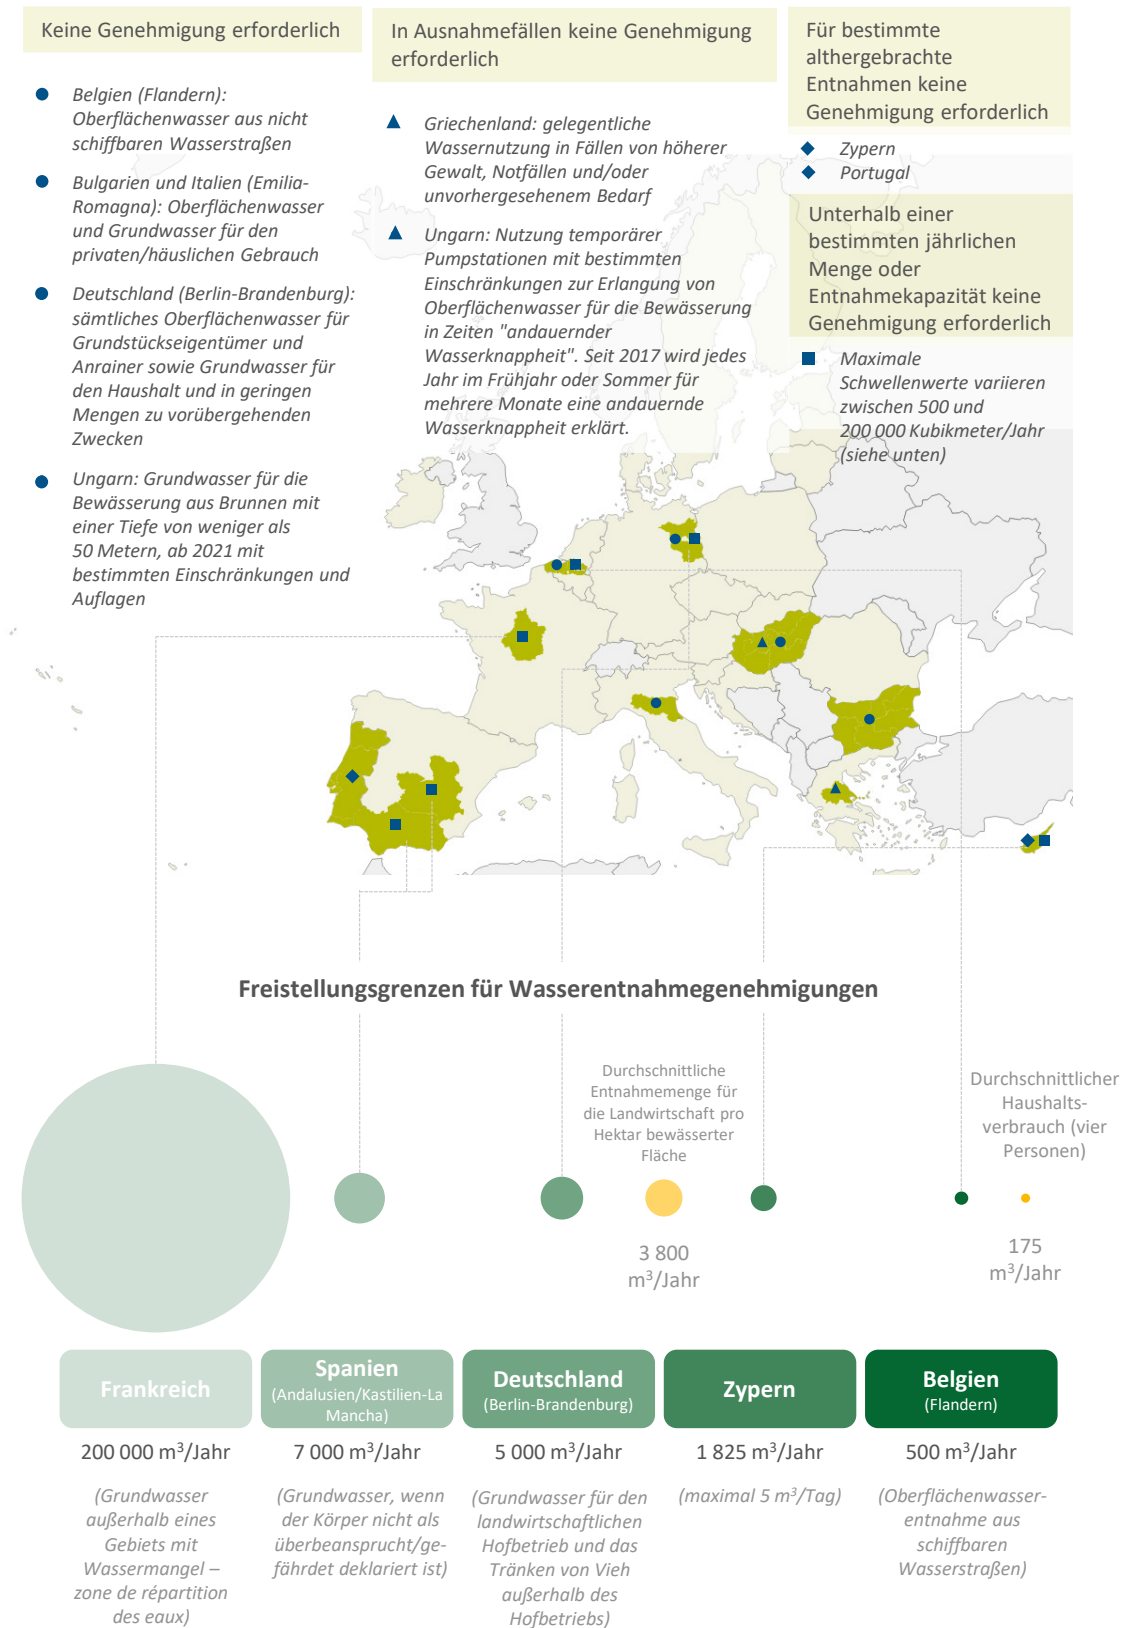 Keine Genehmigung erforderlich
Belgien (Flandern):
Oberflächenwasser aus nicht
schiffbaren Wasserstraßen
Bulgarien und Italien (Emilia-
Romagna): Oberflächenwasser
und Grundwasser für den
privaten/häuslichen Gebrauch
Deutschland (Berlin-Brandenburg):
sämtliches Oberflächenwasser für
Grundstückseigentümer und
Anrainer sowie Grundwasser für
den Haushalt und in geringen
Mengen zu vorübergehenden
Zwecken
Ungarn: Grundwasser für die
Bewässerung aus Brunnen mit
einer Tiefe von weniger als
50 Metern, ab 2021 mit
bestimmten Einschränkungen und
Auflagen
In Ausnahmefällen keine Genehmigung
erforderlich
Griechenland: gelegentliche
Wassernutzung in Fällen von höherer
Gewalt, Notfällen und/oder
unvorhergesehenem Bedarf
Ungarn: Nutzung temporärer
Pumpstationen mit bestimmten
Einschränkungen zur Erlangung von
Oberflächenwasser für die Bewässerung
in Zeiten "andauernder
Wasserknappheit". Seit 2017 wird jedes
Jahr im Frühjahr oder Sommer für
mehrere Monate eine andauernde
Wasserknappheit erklärt.
Für bestimmte
althergebrachte
Entnahmen keine
Genehmigung erforderlich
Zypern
Portugal
Unterhalb einer
bestimmten jährlichen
Menge oder
Entnahmekapazität keine
Genehmigung erforderlich
Maximale
Schwellenwerte variieren
zwischen 500 und
200 000 Kubikmeter/Jahr
(siehe unten)
Freistellungsgrenzen für Wasserentnahmegenehmigungen
Durchschnittliche
Entnahmemenge für
die Landwirtschaft pro
Hektar bewässerter
Fläche
3 800
m³/Jahr
Durchschnittlicher
Haushalts-
verbrauch (vier
Personen)
175
m³/Jahr
Frankreich
200 000 m³/Jahr
(Grundwasser
außerhalb eines
Gebiets mit
Wassermangel –
zone de répartition
des eaux)
Spanien
(Andalusien/Kastilien-La
Mancha)
7 000 m³/Jahr
(Grundwasser, wenn
der Körper nicht als
überbeansprucht/ge-
fährdet deklariert ist)
Deutschland
(Berlin-Brandenburg)
5 000 m³/Jahr
(Grundwasser für den
landwirtschaftlichen
Hofbetrieb und das
Tränken von Vieh
außerhalb des
Hofbetriebs)
Zypern
1 825 m³/Jahr
(maximal 5 m³/Tag)
Belgien
(Flandern)
500 m³/Jahr
(Oberflächenwasser-
entnahme aus
schiffbaren
Wasserstraßen)